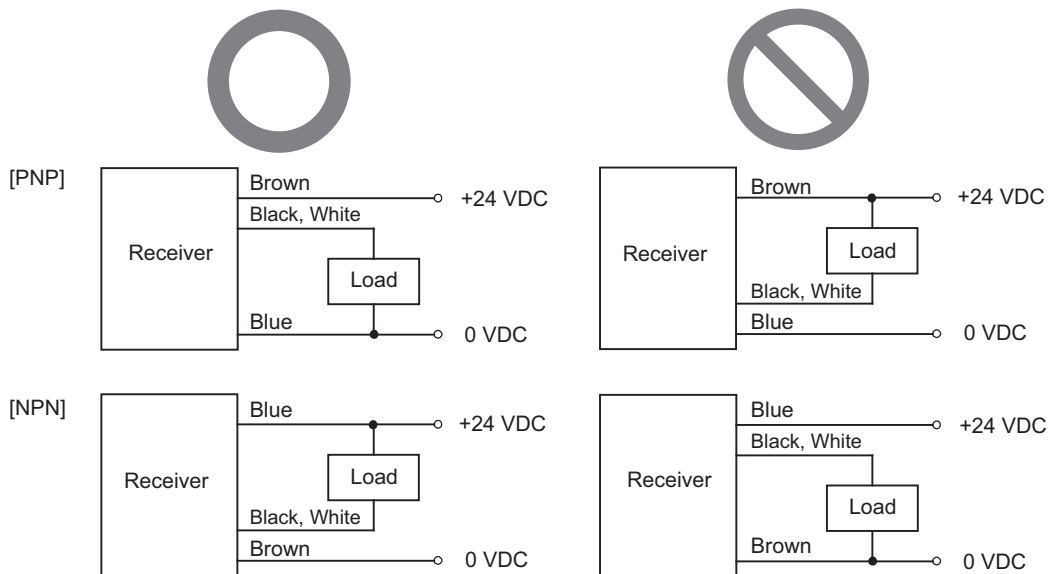 [PNP]
Brown
+24 VDC
Black, White
Receiver
Load
Blue
0 VDC
Brown
+24 VDC
Receiver
Load
Black, White
Blue
0 VDC
[NPN]
Blue
+24 VDC
Receiver
Load
Black, White
Brown
0 VDC
Blue
+24 VDC
Black, White
Receiver
Load
Brown
0 VDC